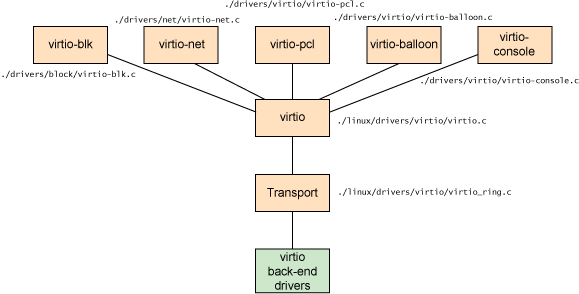 ./drivers/virtio/virtio-pcl.c
./drivers/net/virtio-net.c
./drivers/virtio/virtio-balloon.c
virtio-blk
virtio-net
virtio-pcl
virtio-balloon
virtio-
console
./drivers/block/virtio-blk.c
./drivers/virtio/virtio-console.c
virtio
./linux/drivers/virtio/virtio.c
Transport
./linux/drivers/virtio/virtio_ring.c
virtio
back-end
drivers